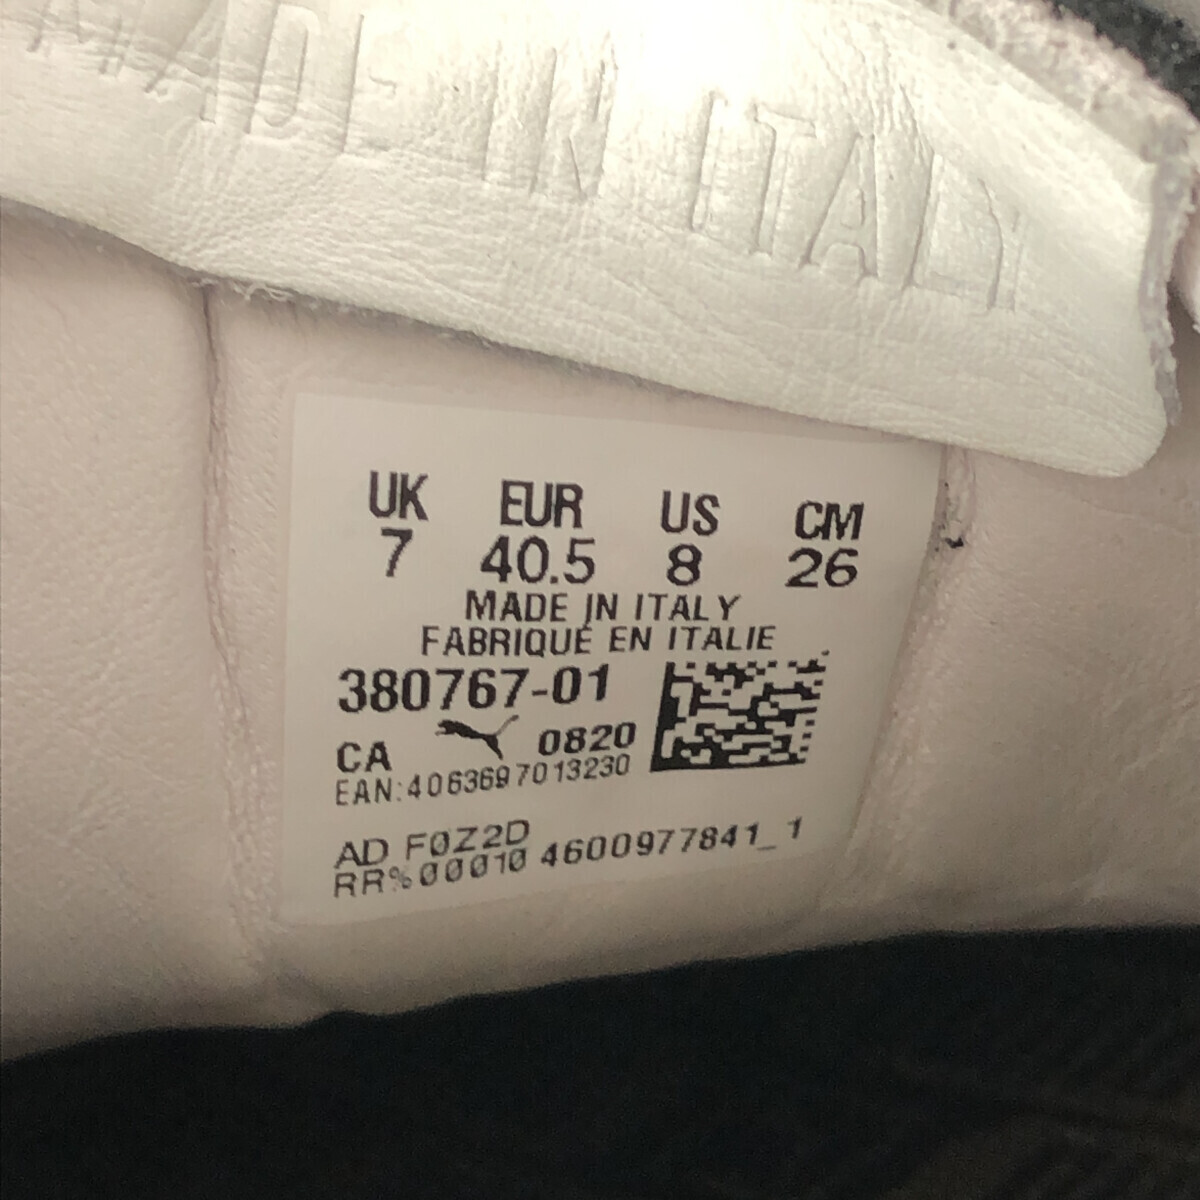 MADE IN ITALY
UK EUR US CM
7 40.5 8 26
MADE IN ITALY
FABRIQUÉ EN ITALIE
380767-01
CA 0820
EAN:4063697013230
AD F0Z2D
RR%00010 4600977841_1